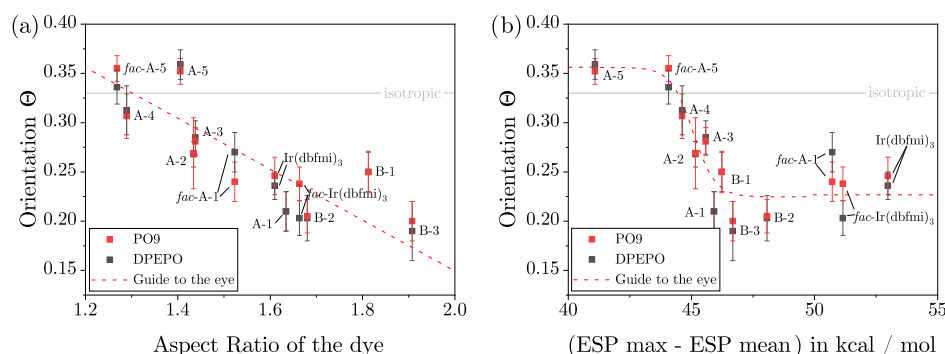 (a)
0.40
0.35
0.30
0.25
0.20
0.15
Orientation Θ
fac-A-5
A-5
isotropic
A-4
A-3
A-2
Ir(dbfmi)3
B-1
fac-A-1
fac-Ir(dbfmi)3
A-1
B-2
B-3
PO9
DPEPO
Guide to the eye
1.2 1.4 1.6 1.8 2.0
Aspect Ratio of the dye
(b)
0.40
0.35
0.30
0.25
0.20
0.15
Orientation Θ
A-5
fac-A-5
isotropic
A-4
A-3
A-2
Ir(dbfmi)3
fac-A-1
B-1
A-1
B-2
fac-Ir(dbfmi)3
B-3
PO9
DPEPO
Guide to the eye
40 45 50 55
(ESP max - ESP mean) in kcal / mol